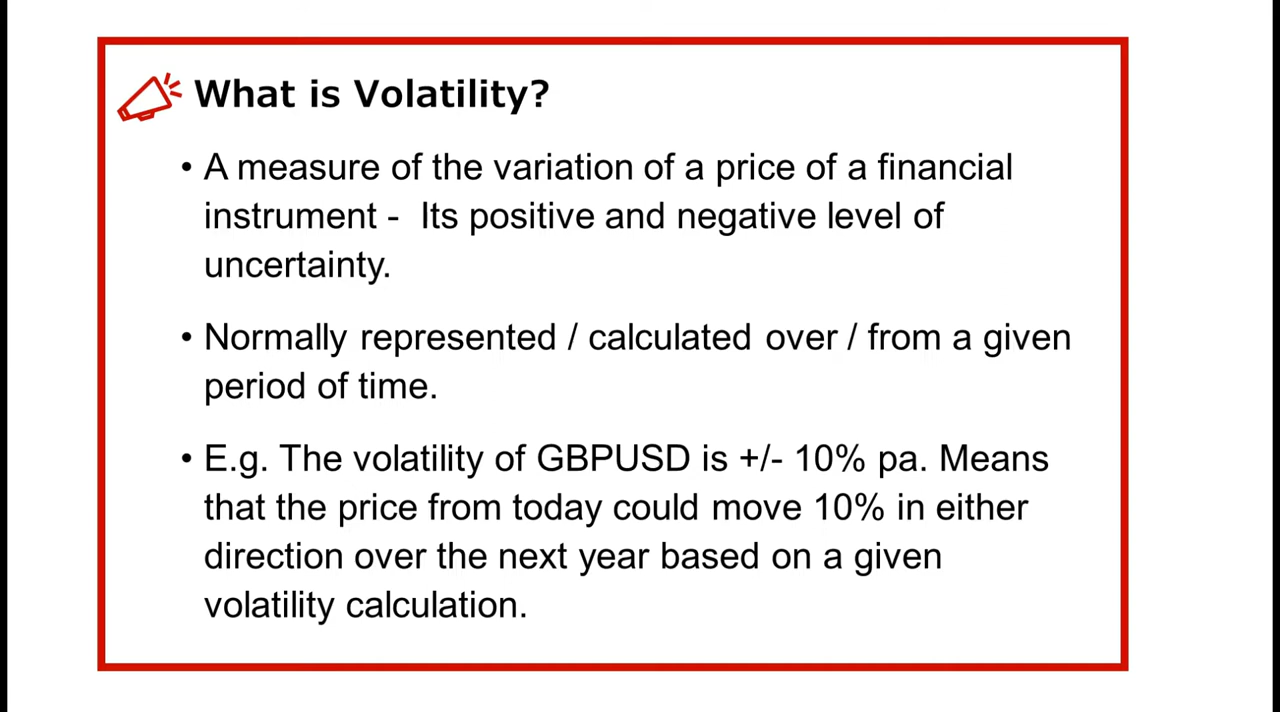 What is Volatility?
• A measure of the variation of a price of a financial
instrument -  Its positive and negative level of
uncertainty.
• Normally represented / calculated over / from a given
period of time.
• E.g. The volatility of GBPUSD is +/- 10% pa. Means
that the price from today could move 10% in either
direction over the next year based on a given
volatility calculation.